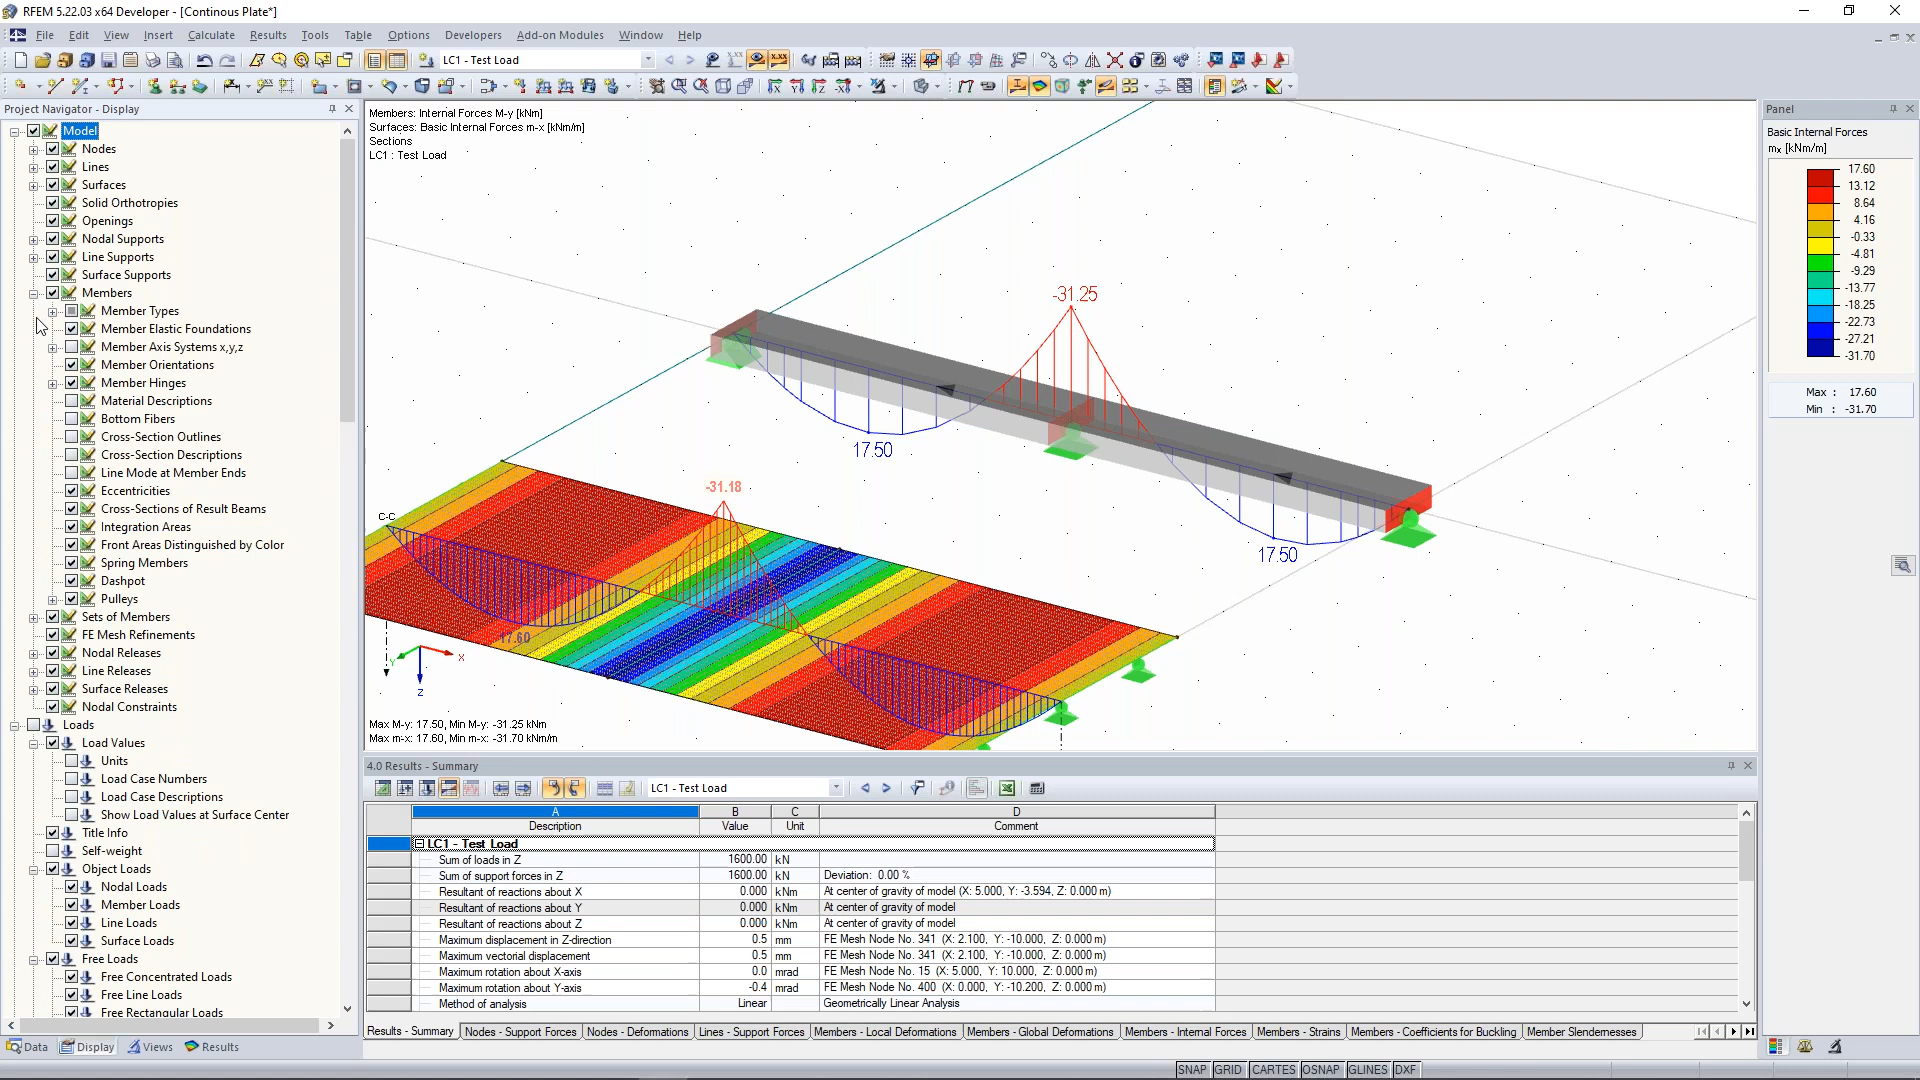 RFEM 5.22.03 x64 Developer - [Continous Plate*]
File Edit View Insert Calculate Results Tools Table Options Developers Add-on Modules Window Help
LC1 - Test Load
Project Navigator - Display
Model
Nodes
Lines
Surfaces
Solid Orthotropies
Openings
Nodal Supports
Line Supports
Surface Supports
Members
Member Types
Member Elastic Foundations
Member Axis Systems x,y,z
Member Orientations
Member Hinges
Material Descriptions
Bottom Fibers
Cross-Section Outlines
Cross-Section Descriptions
Line Mode at Member Ends
Eccentricities
Cross-Sections of Result Beams
Integration Areas
Front Areas Distinguished by Color
Spring Members
Dashpot
Pulleys
Sets of Members
FE Mesh Refinements
Nodal Releases
Line Releases
Surface Releases
Nodal Constraints
Loads
Load Values
Units
Load Case Numbers
Load Case Descriptions
Show Load Values at Surface Center
Title Info
Self-weight
Object Loads
Nodal Loads
Member Loads
Line Loads
Surface Loads
Free Loads
Free Concentrated Loads
Free Line Loads
Free Rectangular Loads
Data Display Views Results
Members: Internal Forces M-y [kNm]
Surfaces: Basic Internal Forces m-x [kNm/m]
Sections
LC1 : Test Load
-31.25
17.50
17.50
-31.18
C-C
17.60
X
Y
Z
Max M-y: 17.50, Min M-y: -31.25 kNm
Max m-x: 17.60, Min m-x: -31.70 kNm/m
Panel
Basic Internal Forces
mx [kNm/m]
17.60
13.12
8.64
4.16
-0.33
-4.81
-9.29
-13.77
-18.25
-22.73
-27.21
-31.70
Max : 17.60
Min : -31.70
4.0 Results - Summary
LC1 - Test Load
A B C D
Description Value Unit Comment
LC1 - Test Load
Sum of loads in Z 1600.00 kN
Sum of support forces in Z 1600.00 kN Deviation: 0.00 %
Resultant of reactions about X 0.000 kNm At center of gravity of model (X: 5.000, Y: -3.594, Z: 0.000 m)
Resultant of reactions about Y 0.000 kNm At center of gravity of model
Resultant of reactions about Z 0.000 kNm At center of gravity of model
Maximum displacement in Z-direction 0.5 mm FE Mesh Node No. 341 (X: 2.100, Y: -10.000, Z: 0.000 m)
Maximum vectorial displacement 0.5 mm FE Mesh Node No. 341 (X: 2.100, Y: -10.000, Z: 0.000 m)
Maximum rotation about X-axis 0.0 mrad FE Mesh Node No. 15 (X: 5.000, Y: 10.000, Z: 0.000 m)
Maximum rotation about Y-axis -0.4 mrad FE Mesh Node No. 400 (X: 0.000, Y: -10.200, Z: 0.000 m)
Method of analysis Linear Geometrically Linear Analysis
Results - Summary Nodes - Support Forces Nodes - Deformations Lines - Support Forces Members - Local Deformations Members - Global Deformations Members - Internal Forces Members - Strains Members - Coefficients for Buckling Member Slendernesses
SNAP GRID CARTES OSNAP GLINES DXF